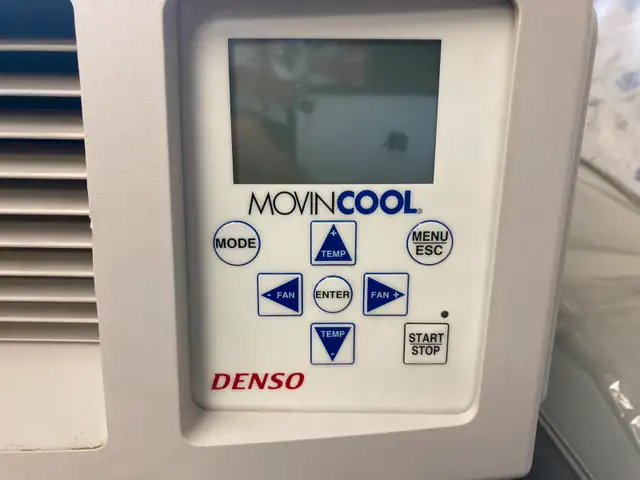 MOVINCOOL®
MODE
+
TEMP
MENU
ESC
- FAN
ENTER
FAN +
TEMP
-
START
STOP
DENSO